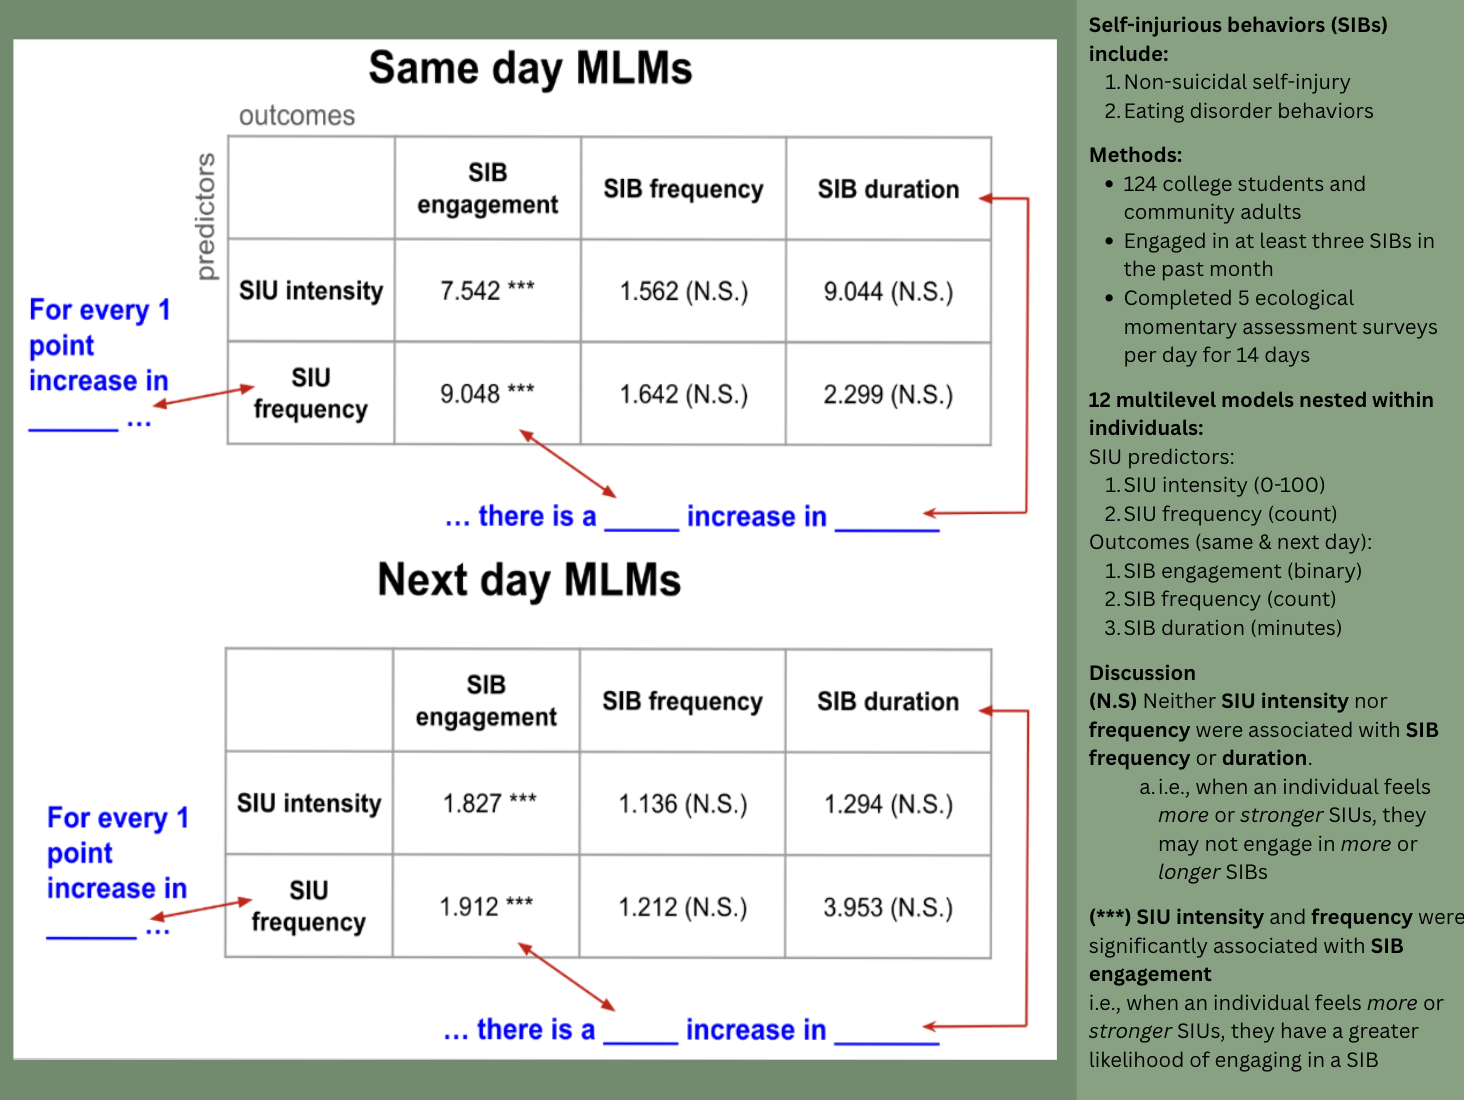 Same day MLMs
outcomes
predictors
SIB engagement
SIB frequency
SIB duration
SIU intensity
7.542 ***
1.562 (N.S.)
9.044 (N.S.)
SIU frequency
9.048 ***
1.642 (N.S.)
2.299 (N.S.)
For every 1
point
increase in
______ ...
... there is a _____ increase in _______
Next day MLMs
SIB engagement
SIB frequency
SIB duration
SIU intensity
1.827 ***
1.136 (N.S.)
1.294 (N.S.)
SIU frequency
1.912 ***
1.212 (N.S.)
3.953 (N.S.)
For every 1
point
increase in
______ ...
... there is a _____ increase in _______
Self-injurious behaviors (SIBs)
include:
1. Non-suicidal self-injury
2. Eating disorder behaviors
Methods:
• 124 college students and
community adults
• Engaged in at least three SIBs in
the past month
• Completed 5 ecological
momentary assessment surveys
per day for 14 days
12 multilevel models nested within
individuals:
SIU predictors:
1. SIU intensity (0-100)
2. SIU frequency (count)
Outcomes (same & next day):
1. SIB engagement (binary)
2. SIB frequency (count)
3. SIB duration (minutes)
Discussion
(N.S) Neither SIU intensity nor
frequency were associated with SIB
frequency or duration.
a. i.e., when an individual feels
more or stronger SIUs, they
may not engage in more or
longer SIBs
(***) SIU intensity and frequency were
significantly associated with SIB
engagement
i.e., when an individual feels more or
stronger SIUs, they have a greater
likelihood of engaging in a SIB